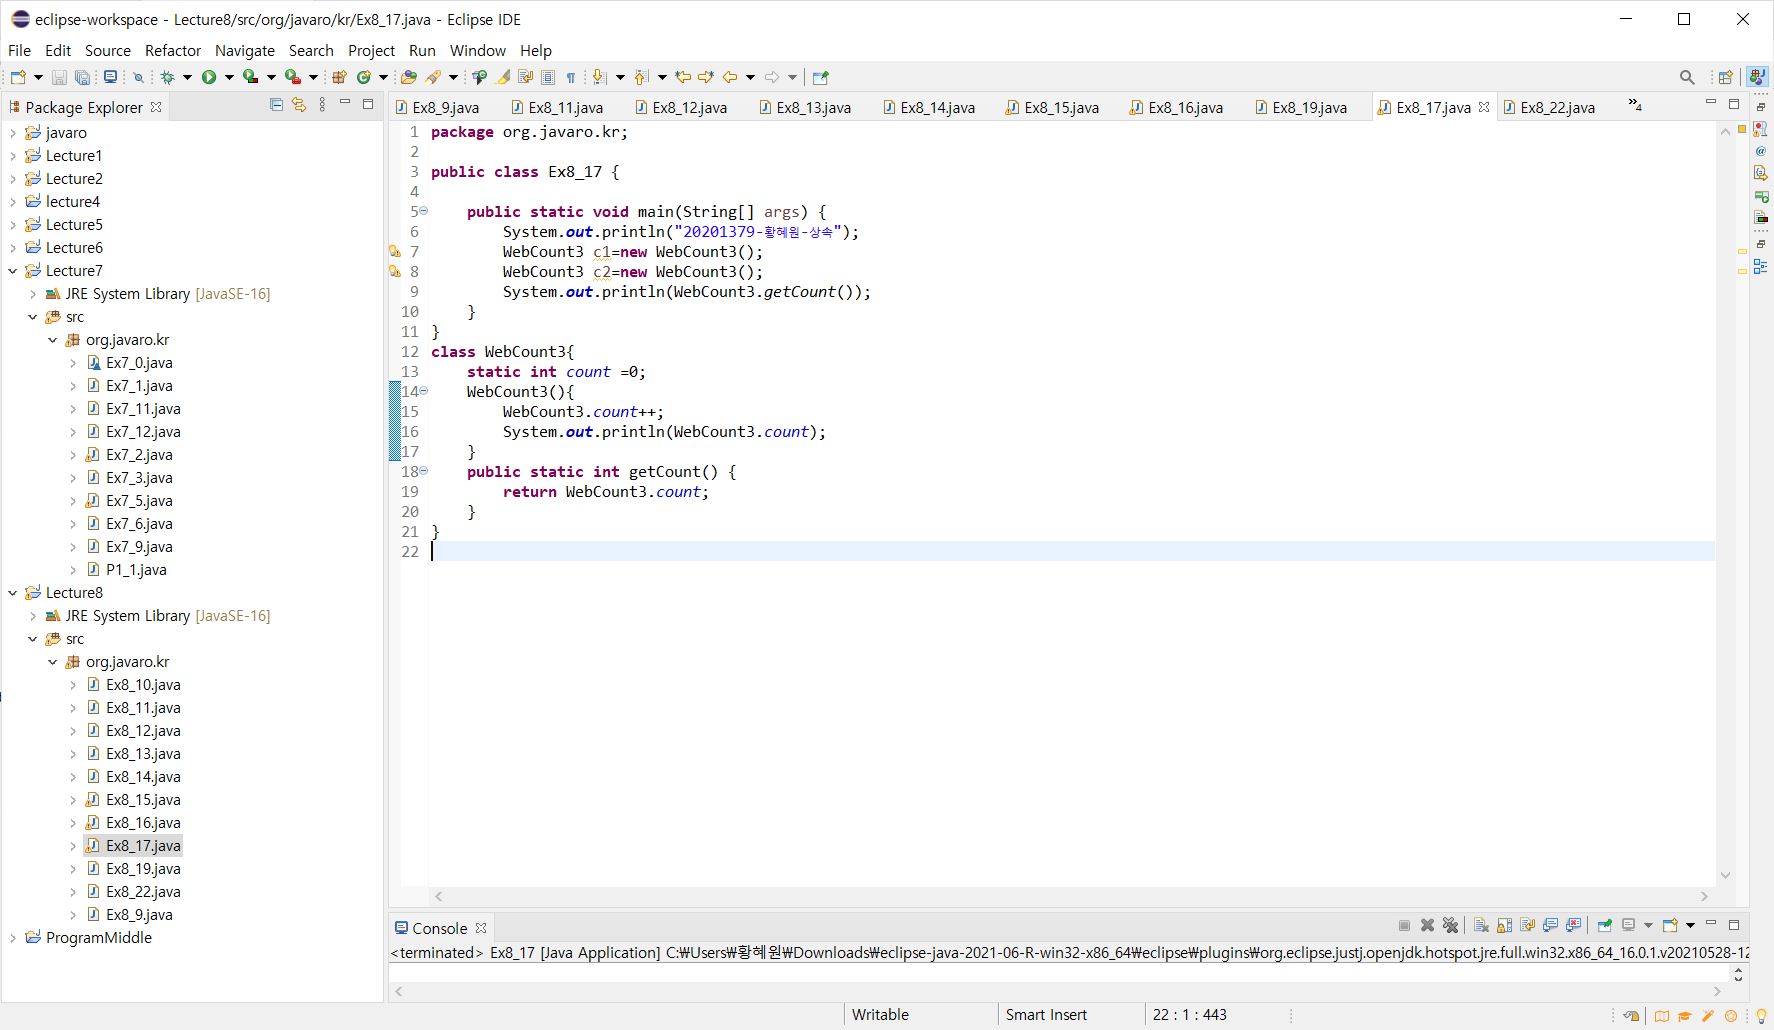 eclipse-workspace - Lecture8/src/org/javaro/kr/Ex8_17.java - Eclipse IDE
File Edit Source Refactor Navigate Search Project Run Window Help
Package Explorer
javaro
Lecture1
Lecture2
lecture4
Lecture5
Lecture6
Lecture7
JRE System Library [JavaSE-16]
src
org.javaro.kr
Ex7_0.java
Ex7_1.java
Ex7_11.java
Ex7_12.java
Ex7_2.java
Ex7_3.java
Ex7_5.java
Ex7_6.java
Ex7_9.java
P1_1.java
Lecture8
JRE System Library [JavaSE-16]
src
org.javaro.kr
Ex8_10.java
Ex8_11.java
Ex8_12.java
Ex8_13.java
Ex8_14.java
Ex8_15.java
Ex8_16.java
Ex8_17.java
Ex8_19.java
Ex8_22.java
Ex8_9.java
ProgramMiddle
Ex8_9.java Ex8_11.java Ex8_12.java Ex8_13.java Ex8_14.java Ex8_15.java Ex8_16.java Ex8_19.java Ex8_17.java Ex8_22.java »4
1 package org.javaro.kr;
2
3 public class Ex8_17 {
4
5 public static void main(String[] args) {
6 System.out.println("20201379-황혜원-상속");
7 WebCount3 c1=new WebCount3();
8 WebCount3 c2=new WebCount3();
9 System.out.println(WebCount3.getCount());
10 }
11 }
12 class WebCount3{
13 static int count =0;
14 WebCount3(){
15 WebCount3.count++;
16 System.out.println(WebCount3.count);
17 }
18 public static int getCount() {
19 return WebCount3.count;
20 }
21 }
22
Console
<terminated> Ex8_17 [Java Application] C:₩Users₩황혜원₩Downloads₩eclipse-java-2021-06-R-win32-x86_64₩eclipse₩plugins₩org.eclipse.justj.openjdk.hotspot.jre.full.win32.x86_64_16.0.1.v20210528-12
Writable Smart Insert 22 : 1 : 443